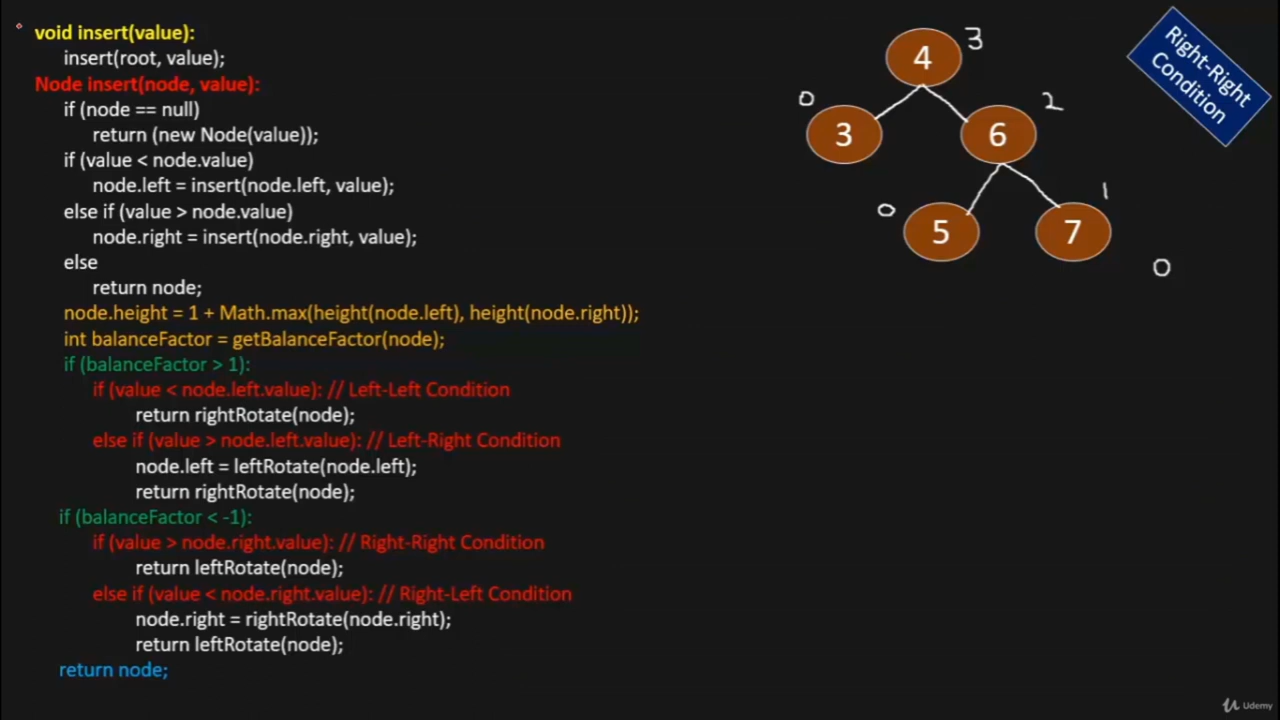 void insert(value):
insert(root, value);
Node insert(node, value):
if (node == null)
return (new Node(value));
if (value < node.value)
node.left = insert(node.left, value);
else if (value > node.value)
node.right = insert(node.right, value);
else
return node;
node.height = 1 + Math.max(height(node.left), height(node.right));
int balanceFactor = getBalanceFactor(node);
if (balanceFactor > 1):
if (value < node.left.value): // Left-Left Condition
return rightRotate(node);
else if (value > node.left.value): // Left-Right Condition
node.left = leftRotate(node.left);
return rightRotate(node);
if (balanceFactor < -1):
if (value > node.right.value): // Right-Right Condition
return leftRotate(node);
else if (value < node.right.value): // Right-Left Condition
node.right = rightRotate(node.right);
return leftRotate(node);
return node;
4 3
0 2
3 6
0 1
5 7
0
Right-Right
Condition
Udemy